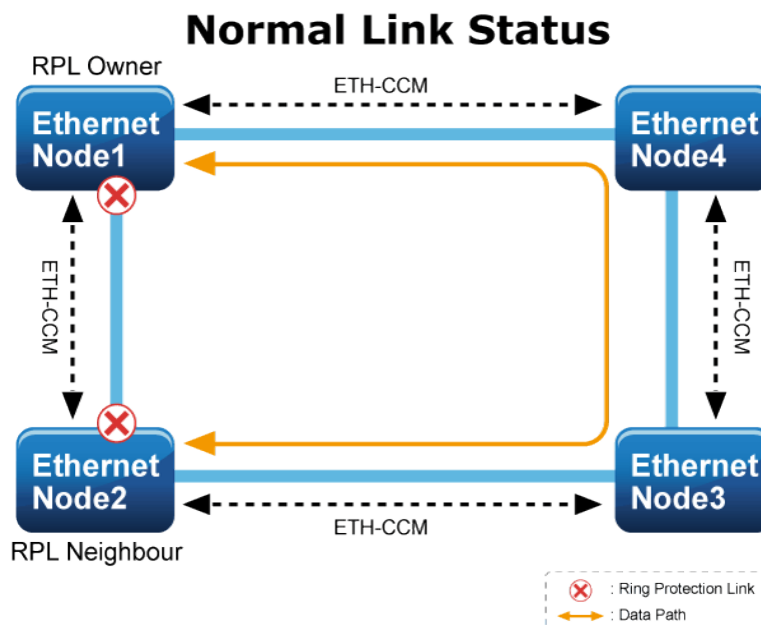 Normal Link Status
RPL Owner
ETH-CCM
Ethernet
Node1
Ethernet
Node4
ETH-CCM
ETH-CCM
Ethernet
Node2
Ethernet
Node3
RPL Neighbour
ETH-CCM
: Ring Protection Link
: Data Path